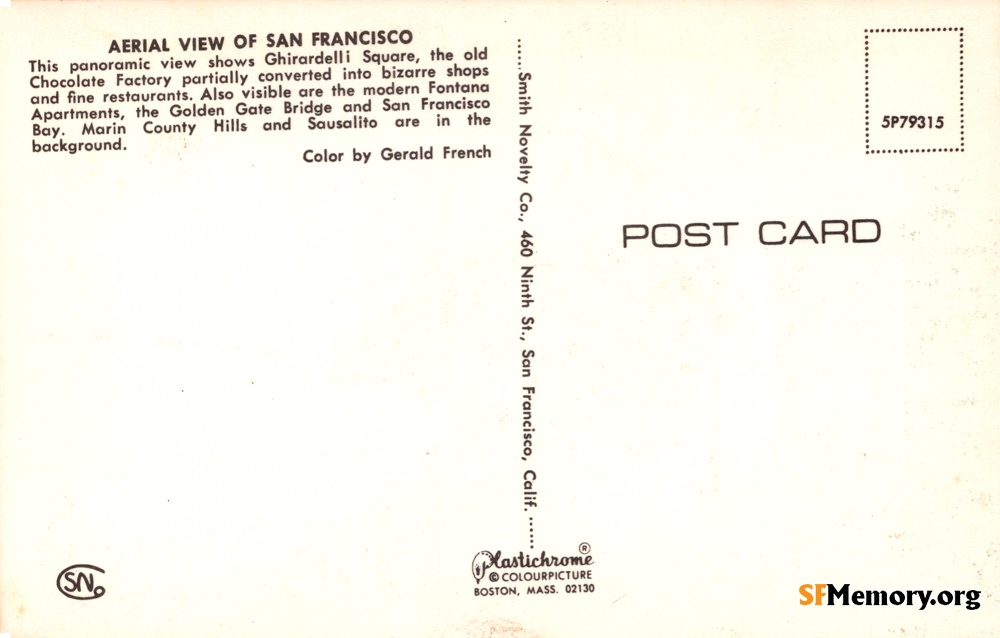 AERIAL VIEW OF SAN FRANCISCO
This panoramic view shows Ghirardelli Square, the old
Chocolate Factory partially converted into bizarre shops
and fine restaurants. Also visible are the modern Fontana
Apartments, the Golden Gate Bridge and San Francisco
Bay. Marin County Hills and Sausalito are in the
background.
Color by Gerald French
......Smith Novelty Co., 460 Ninth St., San Francisco, Calif. ......
5P79315
POST CARD
SN.
Plastichrome ®
© COLOURPICTURE
BOSTON, MASS. 02130
SFMemory.org